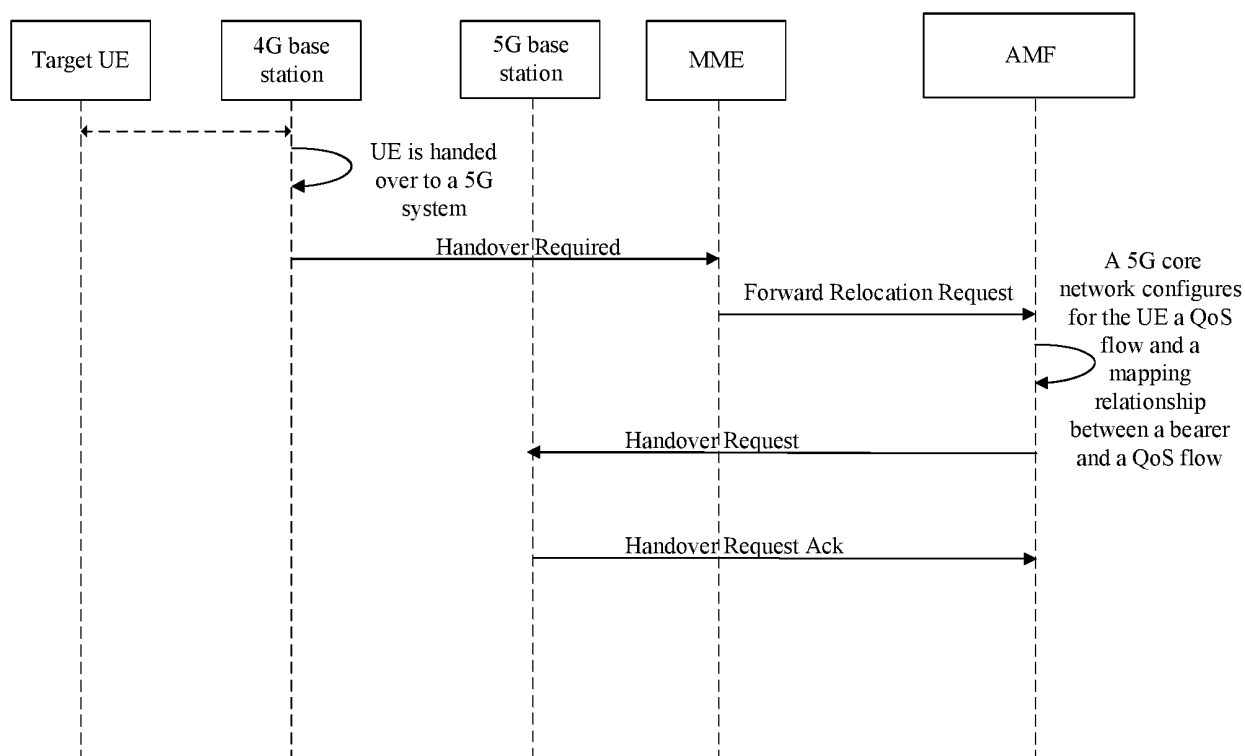 Target UE
4G base
station
5G base
station
MME
AMF
UE is handed
over to a 5G
system
Handover Required
Forward Relocation Request
A 5G core
network configures
for the UE a QoS
flow and a
mapping
relationship
between a bearer
and a QoS flow
Handover Request
Handover Request Ack